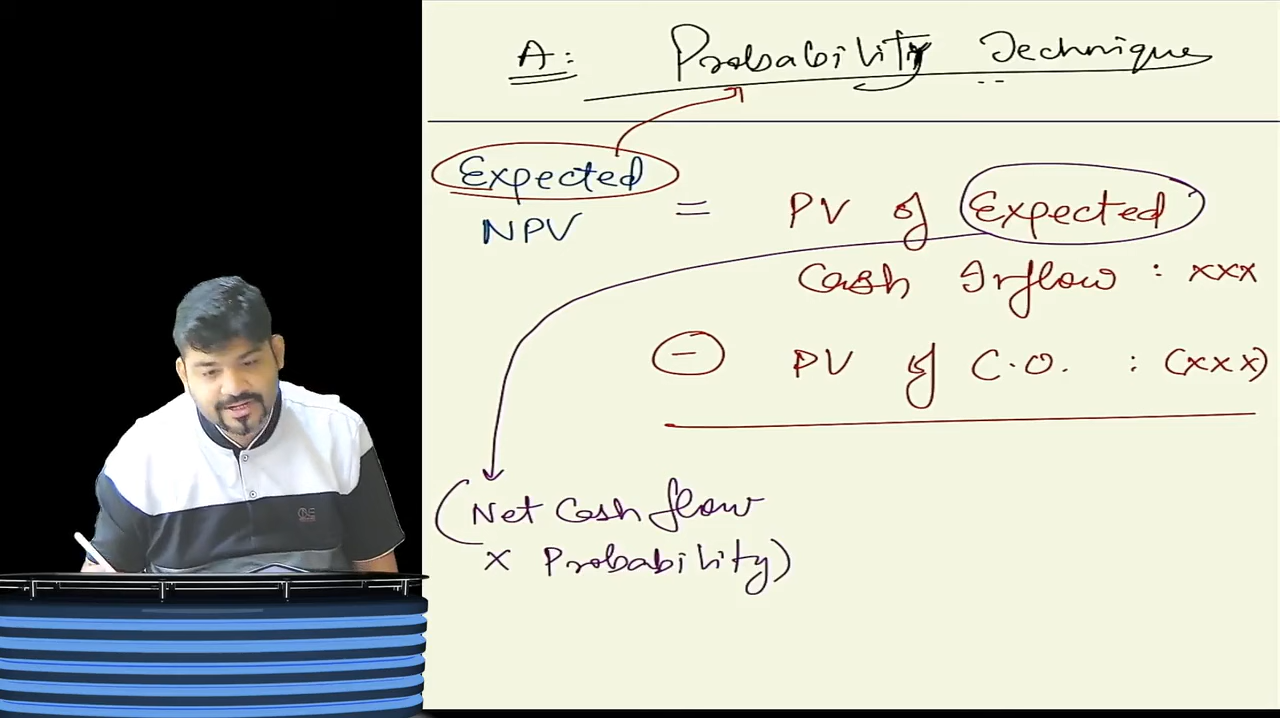 A: Probability Technique
Expected
NPV
=
PV of Expected
Cash Inflow : xxx
- PV of C.O. : (xxx)
(Net Cash flow
x Probability)